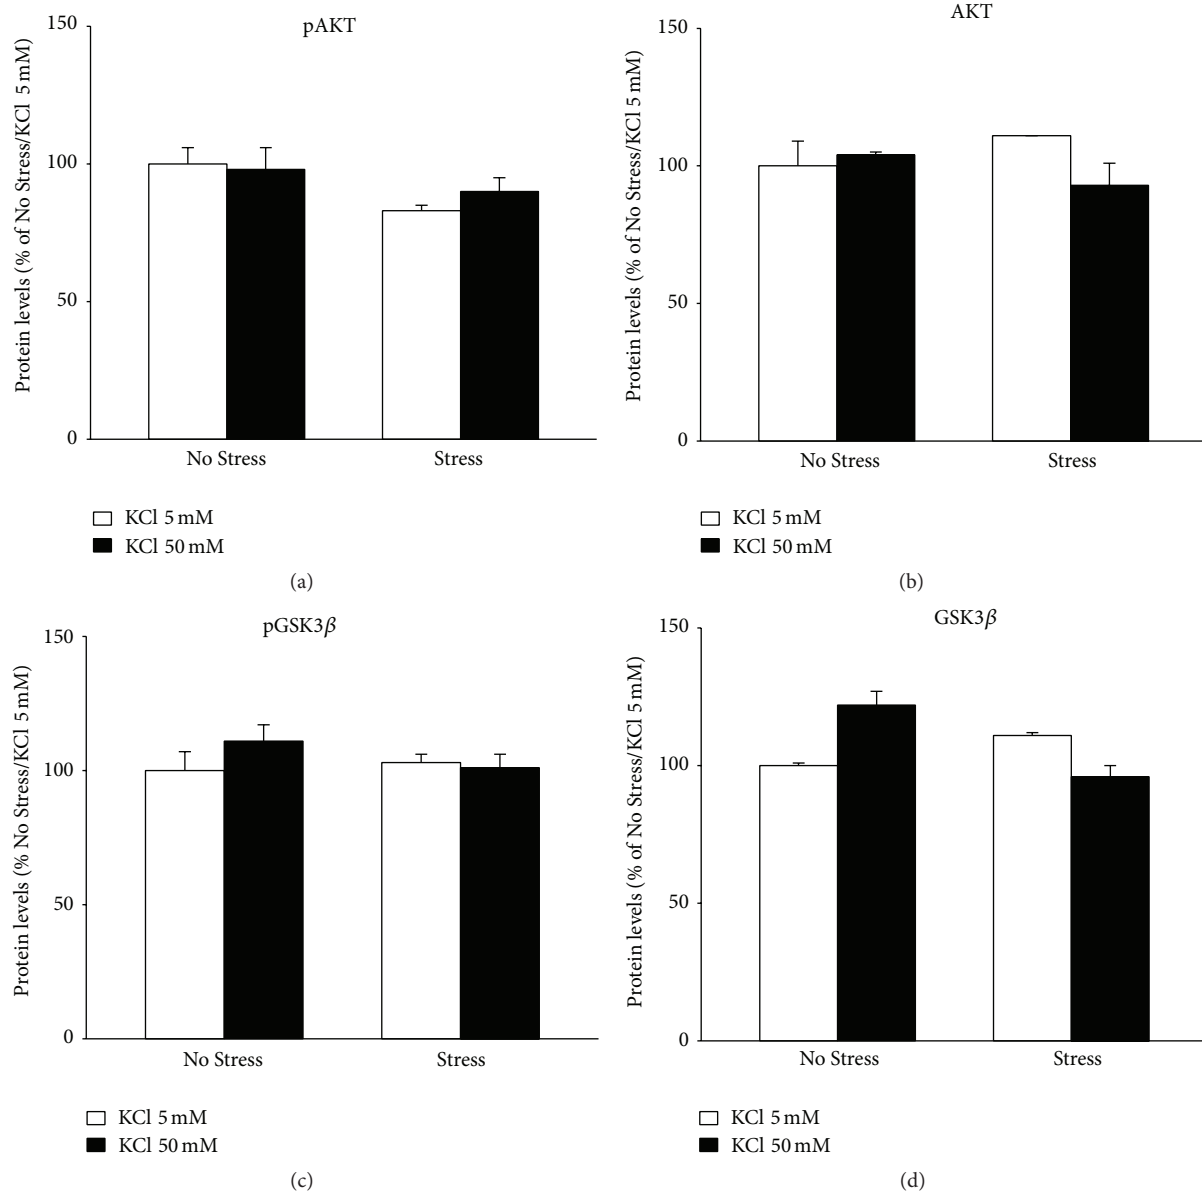 pAKT
Protein levels (% of No Stress/KCl 5 mM)
150
100
50
0
No Stress
Stress
KCl 5 mM
KCl 50 mM
(a)
AKT
Protein levels (% of No Stress/KCl 5 mM)
150
100
50
0
No Stress
Stress
KCl 5 mM
KCl 50 mM
(b)
pGSK3β
Protein levels (% No Stress/KCl 5 mM)
150
100
50
0
No Stress
Stress
KCl 5 mM
KCl 50 mM
(c)
GSK3β
Protein levels (% of No Stress/KCl 5 mM)
150
100
50
0
No Stress
Stress
KCl 5 mM
KCl 50 mM
(d)